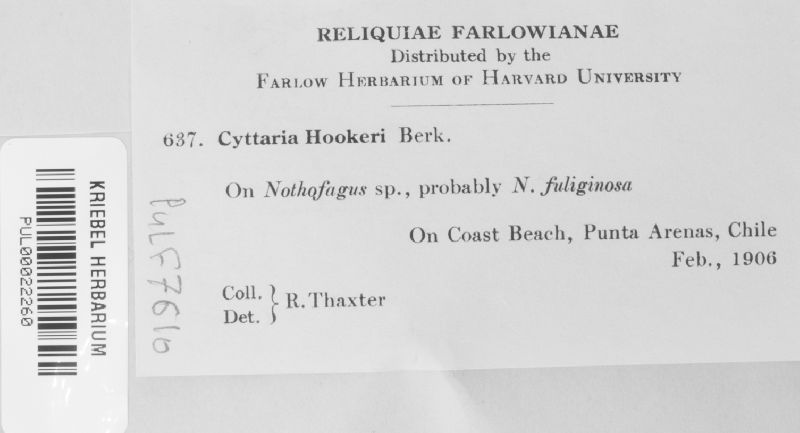 RELIQUIAE FARLOWIANAE
Distributed by the
FARLOW HERBARIUM OF HARVARD UNIVERSITY
637. Cyttaria Hookeri Berk.
On Nothofagus sp., probably N. fuliginosa
On Coast Beach, Punta Arenas, Chile
Feb., 1906
Coll. } R. Thaxter
Det.
KRIEBEL HERBARIUM
PUL00022260
PulF7610